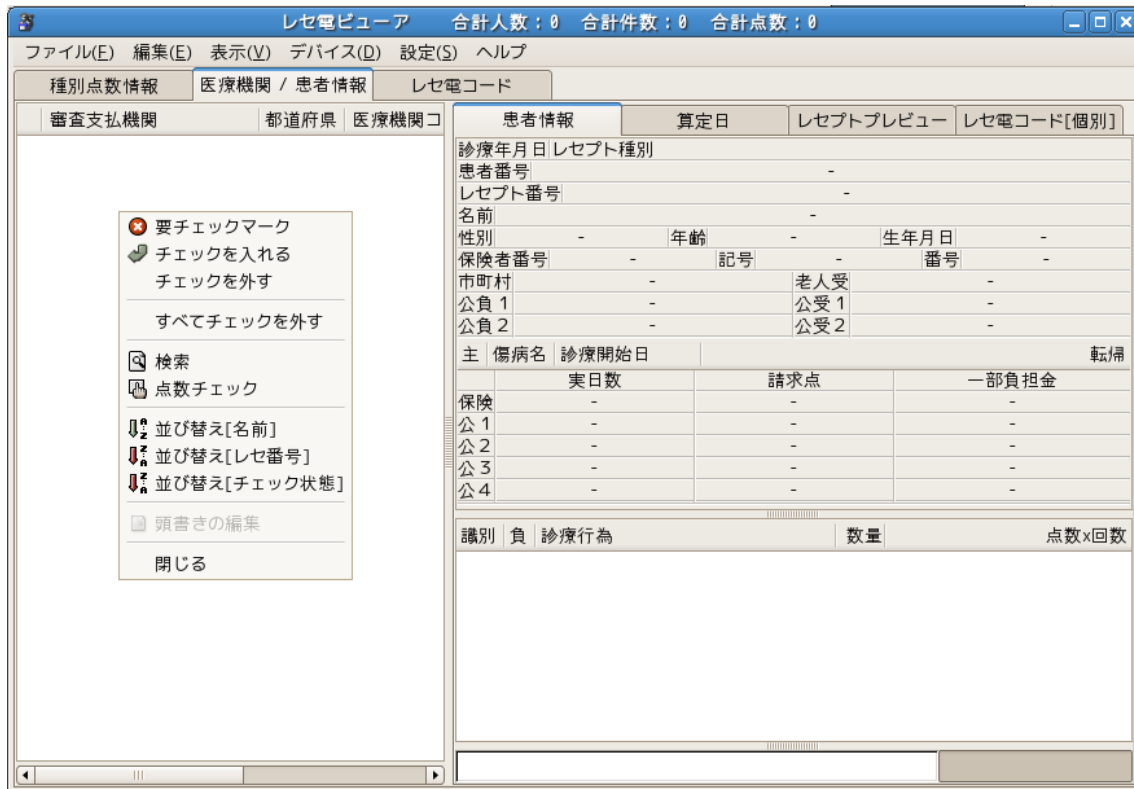 レセ電ビューア　合計人数：0　合計件数：0　合計点数：0
ファイル(F) 編集(E) 表示(V) デバイス(D) 設定(S) ヘルプ
種別点数情報 医療機関 / 患者情報 レセ電コード
審査支払機関 都道府県 医療機関コ
要チェックマーク
チェックを入れる
チェックを外す
すべてチェックを外す
検索
点数チェック
並び替え[名前]
並び替え[レセ番号]
並び替え[チェック状態]
頭書きの編集
閉じる
患者情報 算定日 レセプトプレビュー レセ電コード[個別]
診療年月日 レセプト種別
患者番号 -
レセプト番号 -
名前 -
性別 - 年齢 - 生年月日 -
保険者番号 - 記号 - 番号 -
市町村 - 老人受 -
公負１ - 公受１ -
公負２ - 公受２ -
主 傷病名 診療開始日 転帰
実日数 請求点 一部負担金
保険 - - -
公１ - - -
公２ - - -
公３ - - -
公４ - - -
識別 負 診療行為 数量 点数x回数